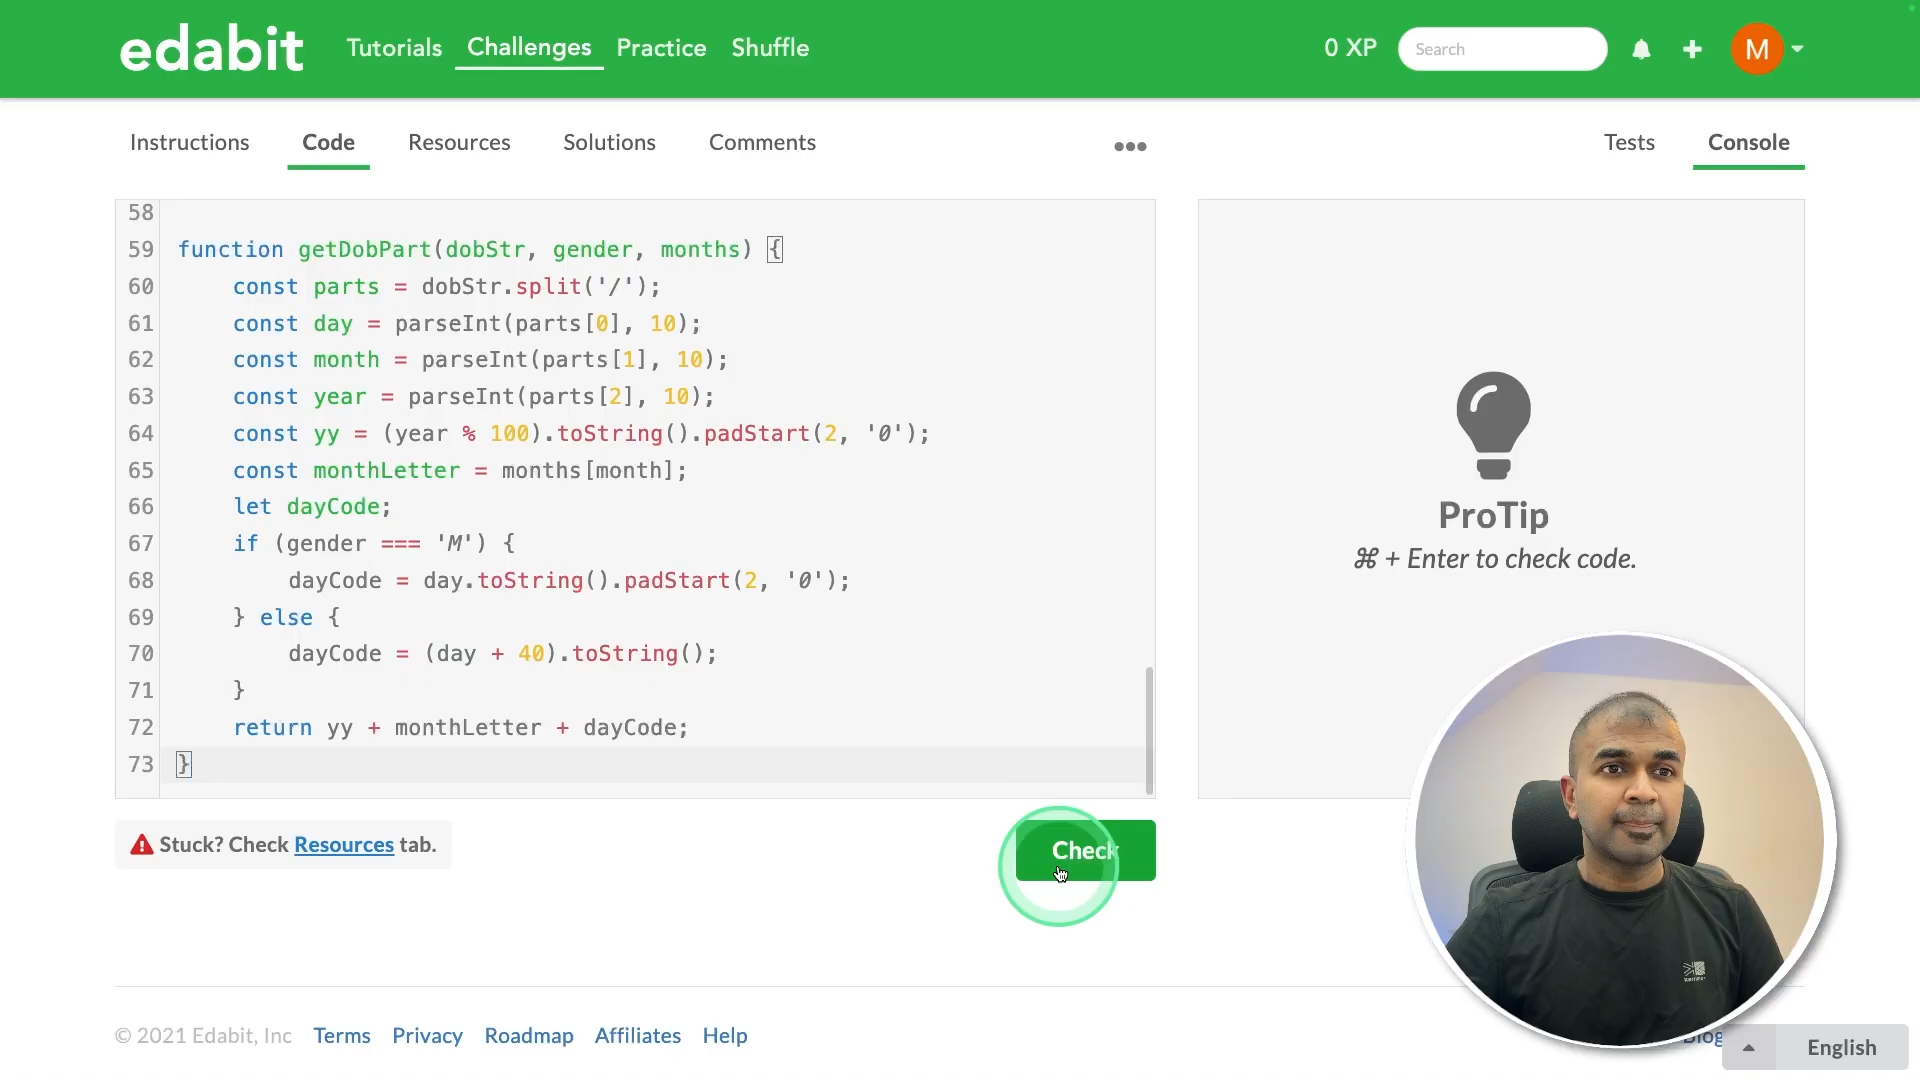 edabit Tutorials Challenges Practice Shuffle 0 XP Search M
Instructions Code Resources Solutions Comments ••• Tests Console
58
59 function getDobPart(dobStr, gender, months) {
60 const parts = dobStr.split('/');
61 const day = parseInt(parts[0], 10);
62 const month = parseInt(parts[1], 10);
63 const year = parseInt(parts[2], 10);
64 const yy = (year % 100).toString().padStart(2, '0');
65 const monthLetter = months[month];
66 let dayCode;
67 if (gender === 'M') {
68 dayCode = day.toString().padStart(2, '0');
69 } else {
70 dayCode = (day + 40).toString();
71 }
72 return yy + monthLetter + dayCode;
73 }
ProTip
⌘ + Enter to check code.
Stuck? Check Resources tab.
Check
© 2021 Edabit, Inc Terms Privacy Roadmap Affiliates Help Blog
English